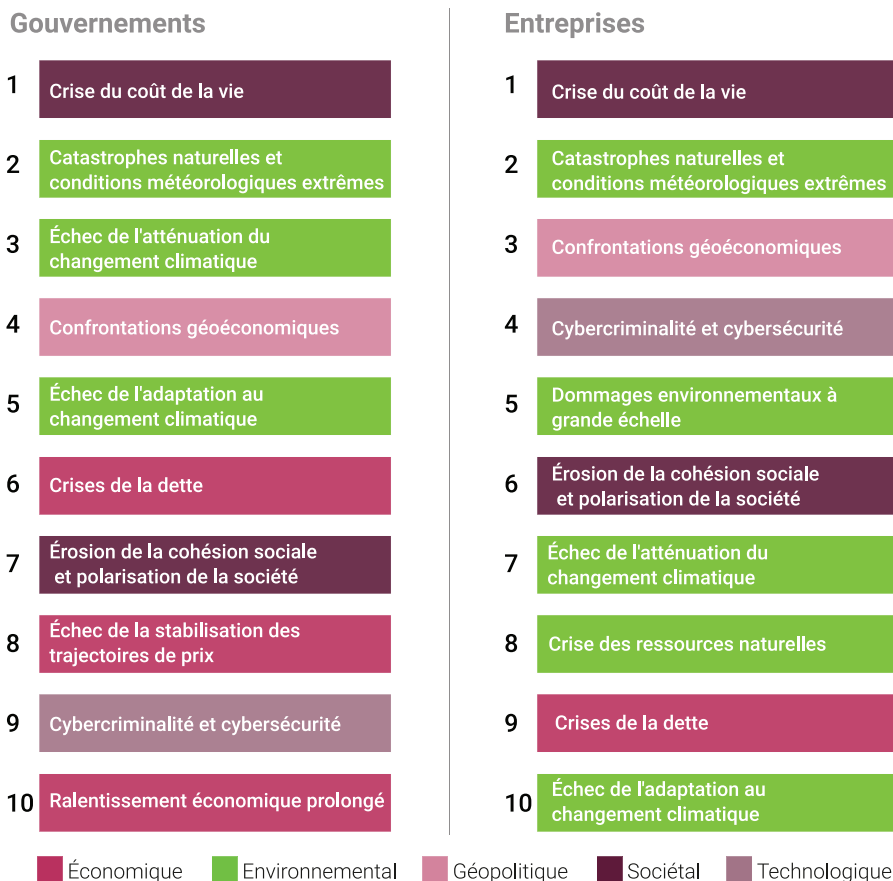 Gouvernements
1
Crise du coût de la vie
2
Catastrophes naturelles et
conditions météorologiques extrêmes
3
Échec de l'atténuation du
changement climatique
4
Confrontations géoéconomiques
5
Échec de l'adaptation au
changement climatique
6
Crises de la dette
7
Érosion de la cohésion sociale
et polarisation de la société
8
Échec de la stabilisation des
trajectoires de prix
9
Cybercriminalité et cybersécurité
10
Ralentissement économique prolongé
Entreprises
1
Crise du coût de la vie
2
Catastrophes naturelles et
conditions météorologiques extrêmes
3
Confrontations géoéconomiques
4
Cybercriminalité et cybersécurité
5
Dommages environnementaux à
grande échelle
6
Érosion de la cohésion sociale
et polarisation de la société
7
Échec de l'atténuation du
changement climatique
8
Crise des ressources naturelles
9
Crises de la dette
10
Échec de l'adaptation au
changement climatique
Économique Environnemental Géopolitique Sociétal Technologique